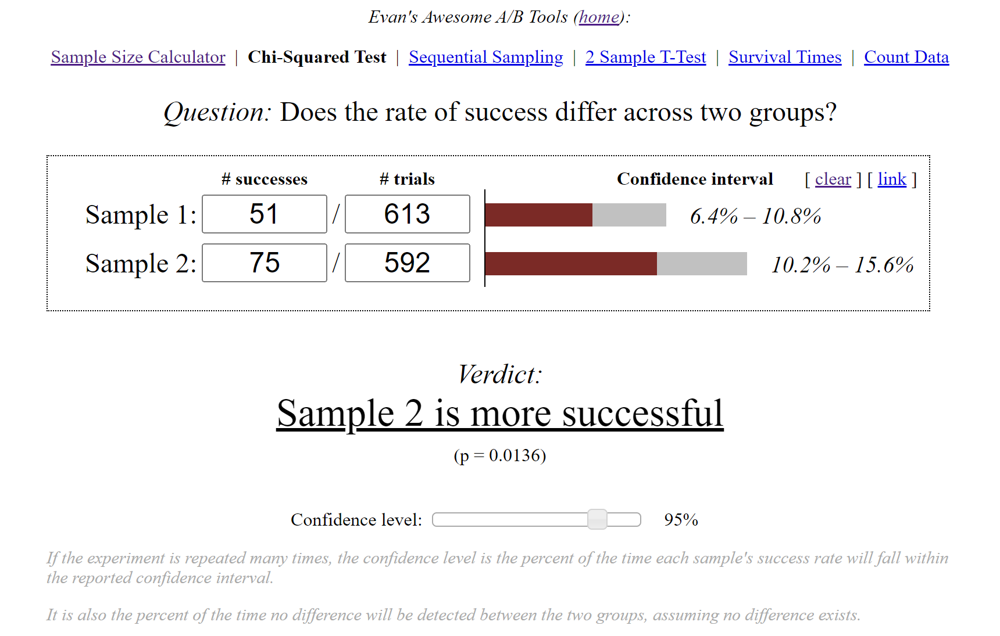 Evan's Awesome A/B Tools (home):
Sample Size Calculator | Chi-Squared Test | Sequential Sampling | 2 Sample T-Test | Survival Times | Count Data
Question: Does the rate of success differ across two groups?
# successes # trials Confidence interval [ clear ] [ link ]
Sample 1: 51 / 613 6.4% – 10.8%
Sample 2: 75 / 592 10.2% – 15.6%
Verdict:
Sample 2 is more successful
(p = 0.0136)
Confidence level: 95%
If the experiment is repeated many times, the confidence level is the percent of the time each sample's success rate will fall within
the reported confidence interval.
It is also the percent of the time no difference will be detected between the two groups, assuming no difference exists.